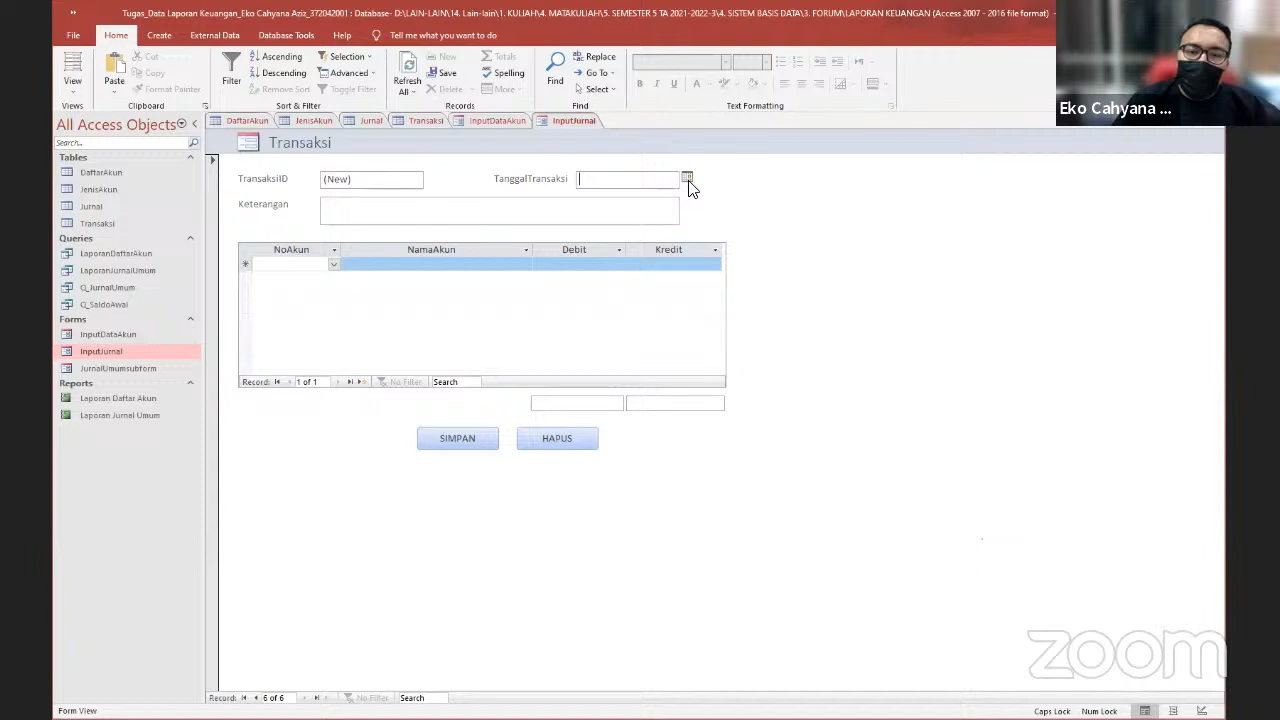 Tugas_Data Laporan Keuangan_Eko Cahyana Aziz_372042001 : Database- D:\LAIN-LAIN\14. Lain-lain\1. KULIAH\4. MATAKULIAH\5. SEMESTER 5 TA 2021-2022-3\4. SISTEM BASIS DATA\3. FORUM\LAPORAN KEUANGAN (Access 2007 - 2016 file format)
File Home Create External Data Database Tools Help Tell me what you want to do
Cut
Copy
Format Painter
View Paste
Views Clipboard
Filter
Ascending
Descending
Remove Sort
Selection
Advanced
Toggle Filter
Sort & Filter
Refresh
All
New
Save
Delete
Totals
Spelling
More
Records
Find
Replace
Go To
Select
Find
B I U
A
Text Formatting
Eko Cahyana ...
All Access Objects
Search...
Tables
DaftarAkun
JenisAkun
Jurnal
Transaksi
Queries
LaporanDaftarAkun
LaporanJurnalUmum
Q_JurnalUmum
Q_SaldoAwal
Forms
InputDataAkun
InputJurnal
JurnalUmumsubform
Reports
Laporan Daftar Akun
Laporan Jurnal Umum
DaftarAkun JenisAkun Jurnal Transaksi InputDataAkun InputJurnal
Transaksi
TransaksiID (New) TanggalTransaksi
Keterangan
NoAkun NamaAkun Debit Kredit
Record: 1 of 1 No Filter Search
SIMPAN HAPUS
zoom
Record: 6 of 6 No Filter Search
Form View Caps Lock Num Lock